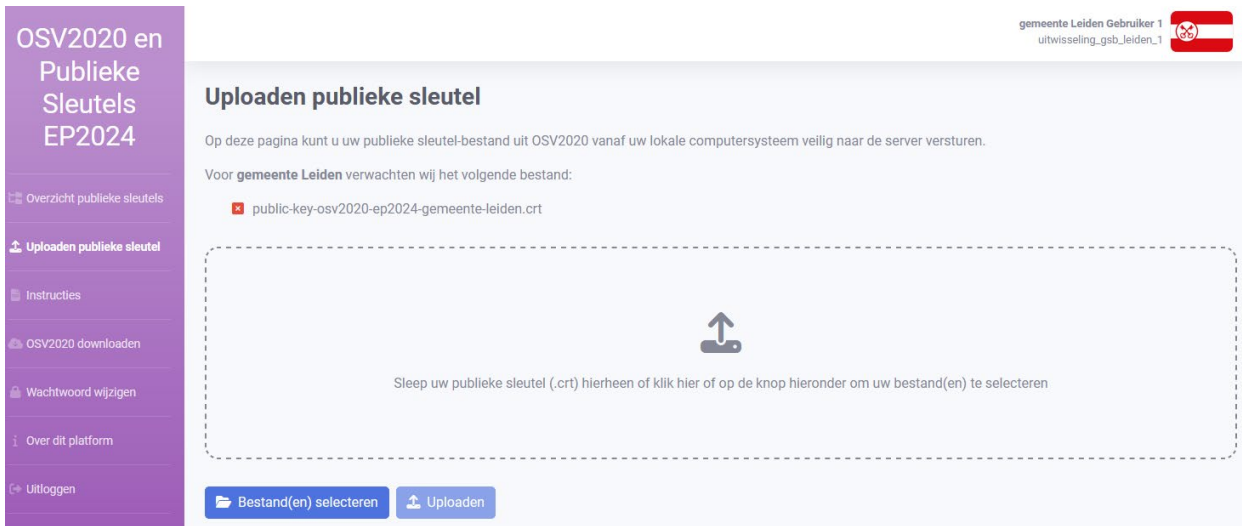 OSV2020 en
Publieke
Sleutels
EP2024
Overzicht publieke sleutels
Uploaden publieke sleutel
Instructies
OSV2020 downloaden
Wachtwoord wijzigen
Over dit platform
Uitloggen
gemeente Leiden Gebruiker 1
uitwisseling_gsb_leiden_1
Uploaden publieke sleutel
Op deze pagina kunt u uw publieke sleutel-bestand uit OSV2020 vanaf uw lokale computersysteem veilig naar de server versturen.
Voor gemeente Leiden verwachten wij het volgende bestand:
public-key-osv2020-ep2024-gemeente-leiden.crt
Sleep uw publieke sleutel (.crt) hierheen of klik hier of op de knop hieronder om uw bestand(en) te selecteren
Bestand(en) selecteren
Uploaden